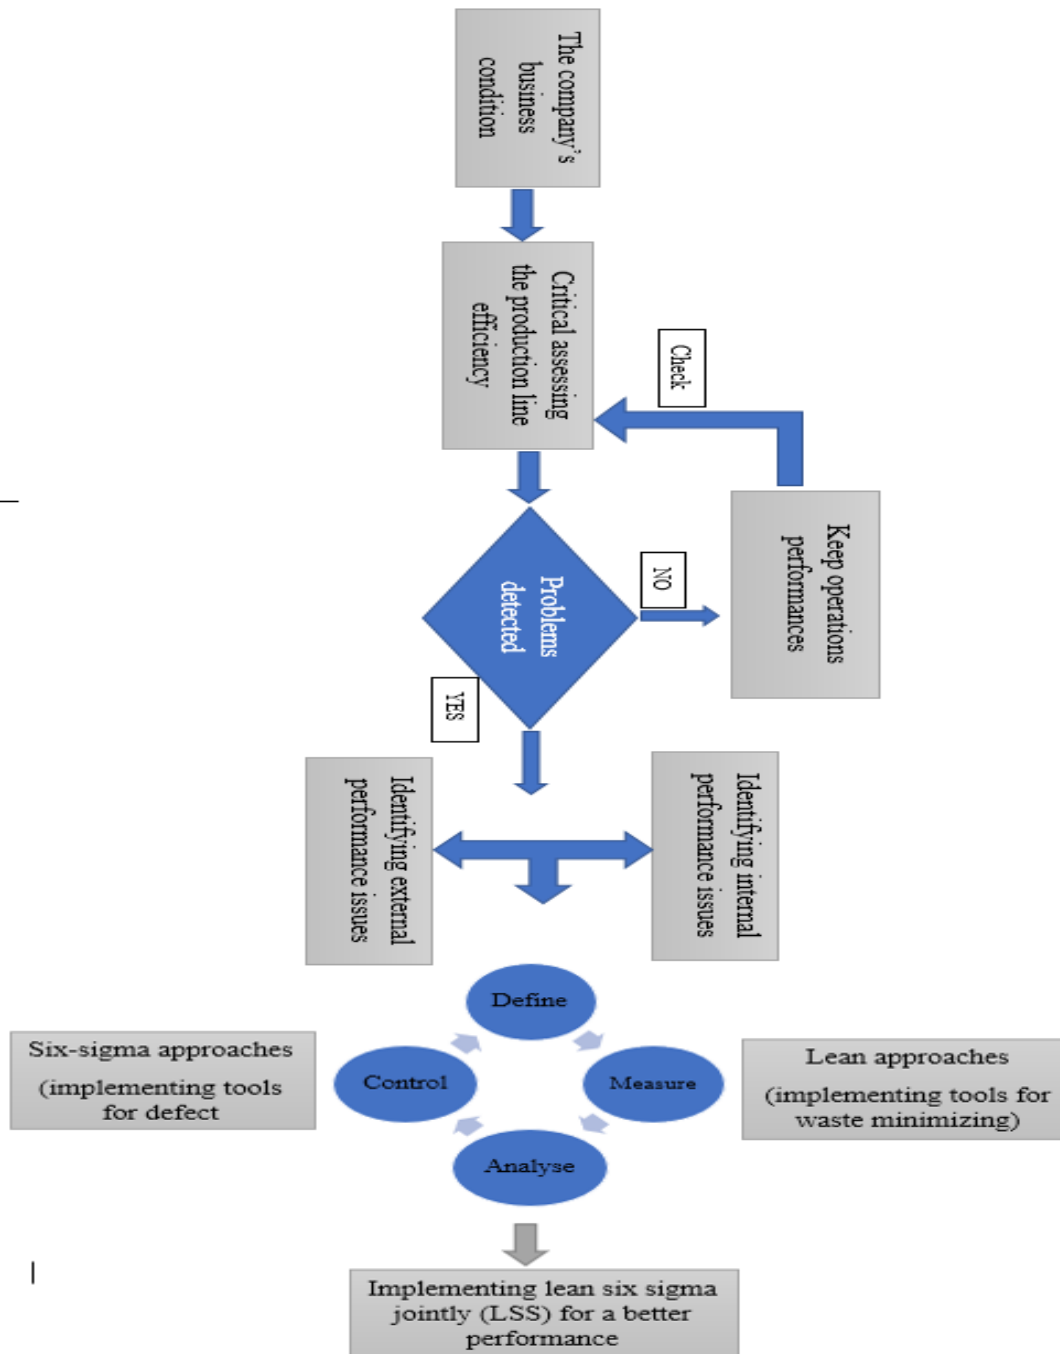 The company's
business
condition
Critical assessing
the production line
efficiency
Check
Keep operations
performances
Problems
detected
NO
YES
Identifying internal
performance issues
Identifying external
performance issues
Define
Measure
Analyse
Control
Six-sigma approaches
(implementing tools
for defect
Lean approaches
(implementing tools for
waste minimizing)
Implementing lean six sigma
jointly (LSS) for a better
performance